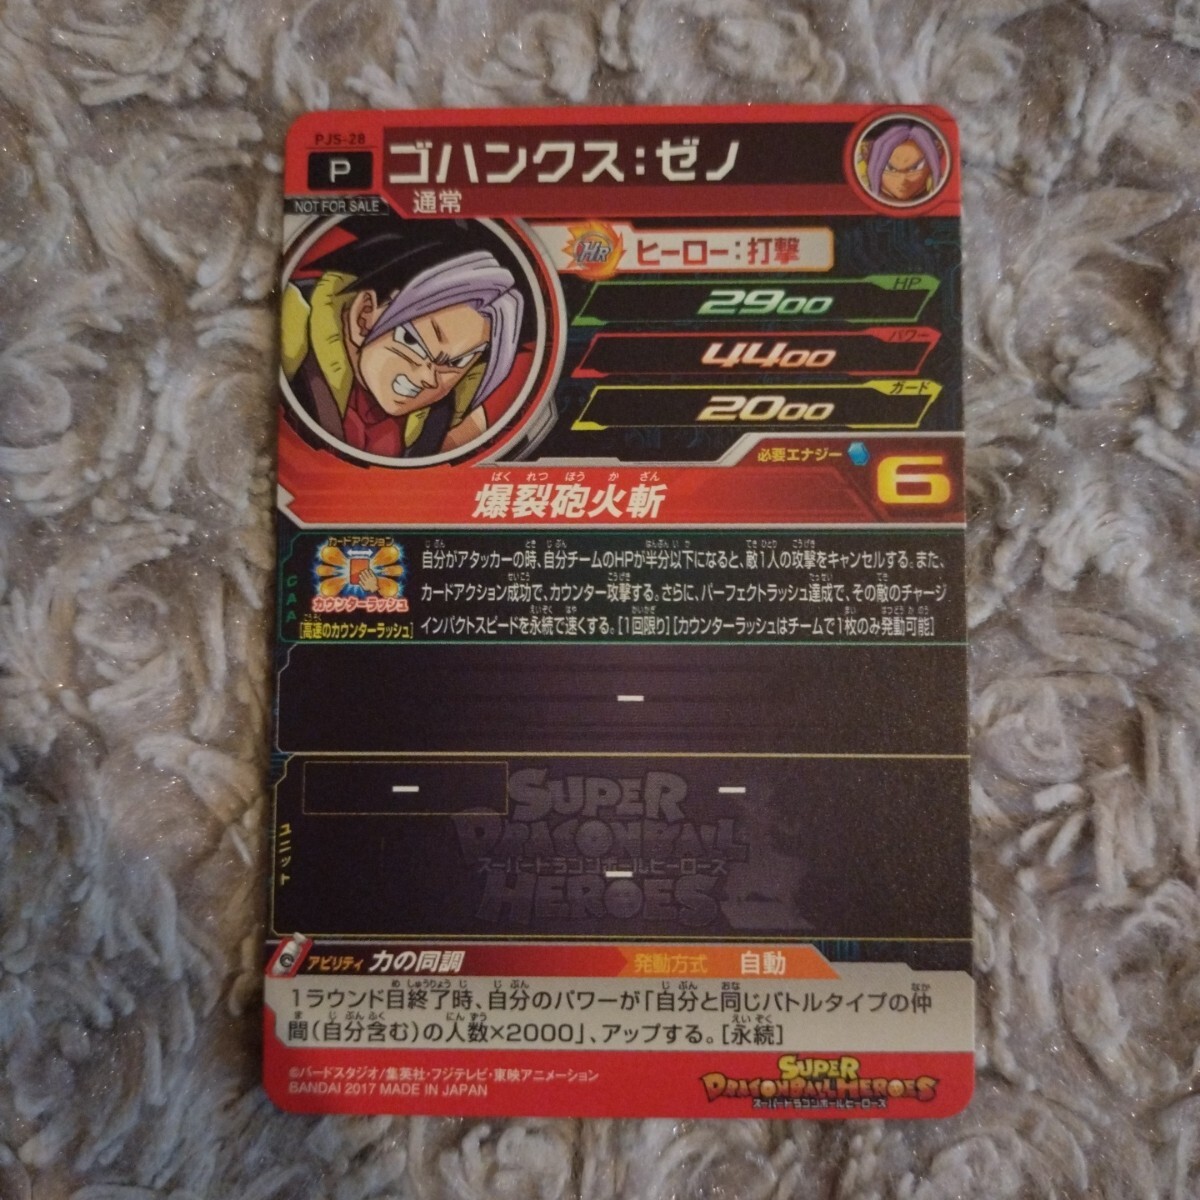 PJS-28
P
NOT FOR SALE
ゴハンクス:ゼノ
通常
HR
ヒーロー:打撃
HP
2900
パワー
4400
ガード
2000
必要エナジー
6
ばくれつほうかざん
爆裂砲火斬
CAA
カードアクション
カウンターラッシュ
[高速のカウンターラッシュ]
自分がアタッカーの時、自分チームのHPが半分以下になると、敵1人の攻撃をキャンセルする。また、
カードアクション成功で、カウンター攻撃する。さらに、パーフェクトラッシュ達成で、その敵のチャージ
インパクトスピードを永続で速くする。[1回限り][カウンターラッシュはチームで1枚のみ発動可能]
ー
ユニット
ー
ー
ー
SUPER
DRAGONBALL
スーパードラゴンボールヒーローズ
HEROES
アビリティ 力の同調
発動方式 自動
1ラウンド目終了時、自分のパワーが「自分と同じバトルタイプの仲
間(自分含む)の人数×2000」、アップする。[永続]
©バードスタジオ/集英社・フジテレビ・東映アニメーション
BANDAI 2017 MADE IN JAPAN
SUPER
DRAGONBALL HEROES
スーパードラゴンボールヒーローズ